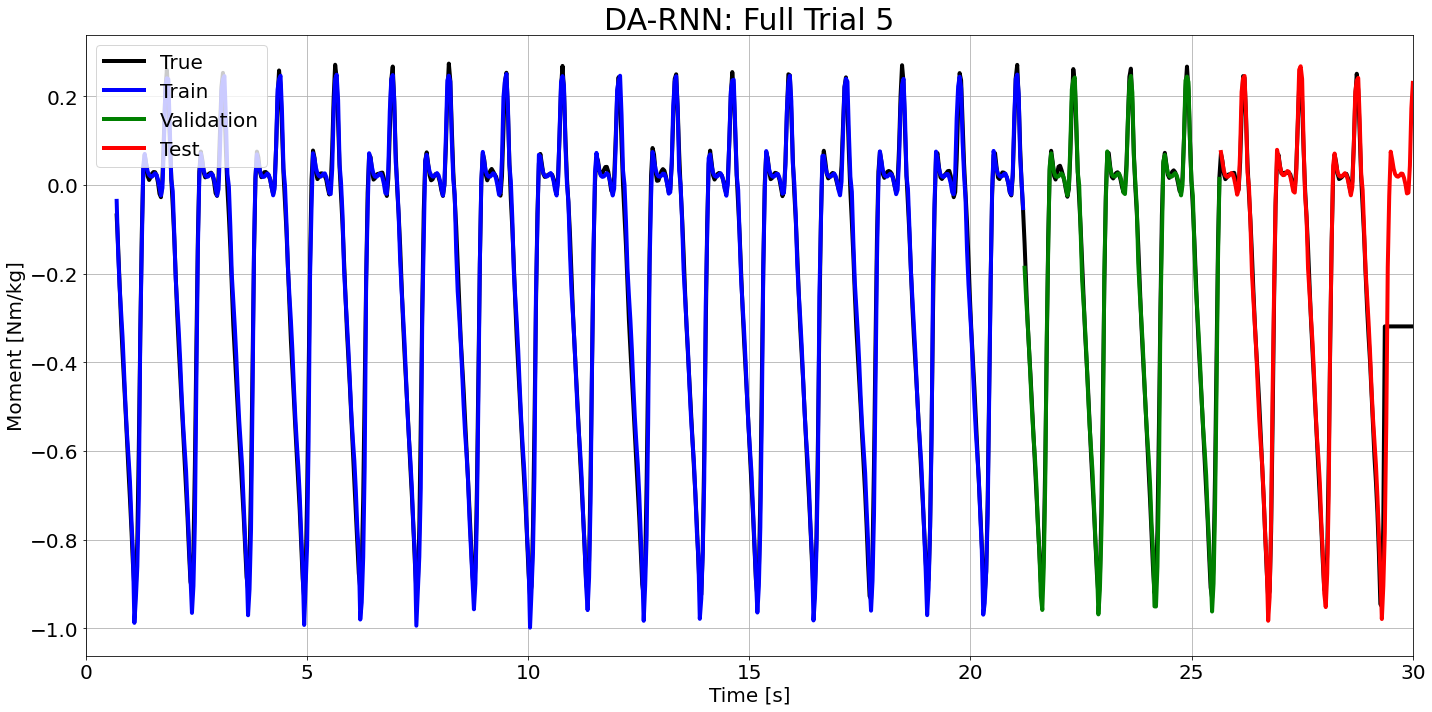 DA-RNN: Full Trial 5
True
Train
Validation
Test
Moment [Nm/kg]
0.2
0.0
−0.2
−0.4
−0.6
−0.8
−1.0
0 5 10 15 20 25 30
Time [s]